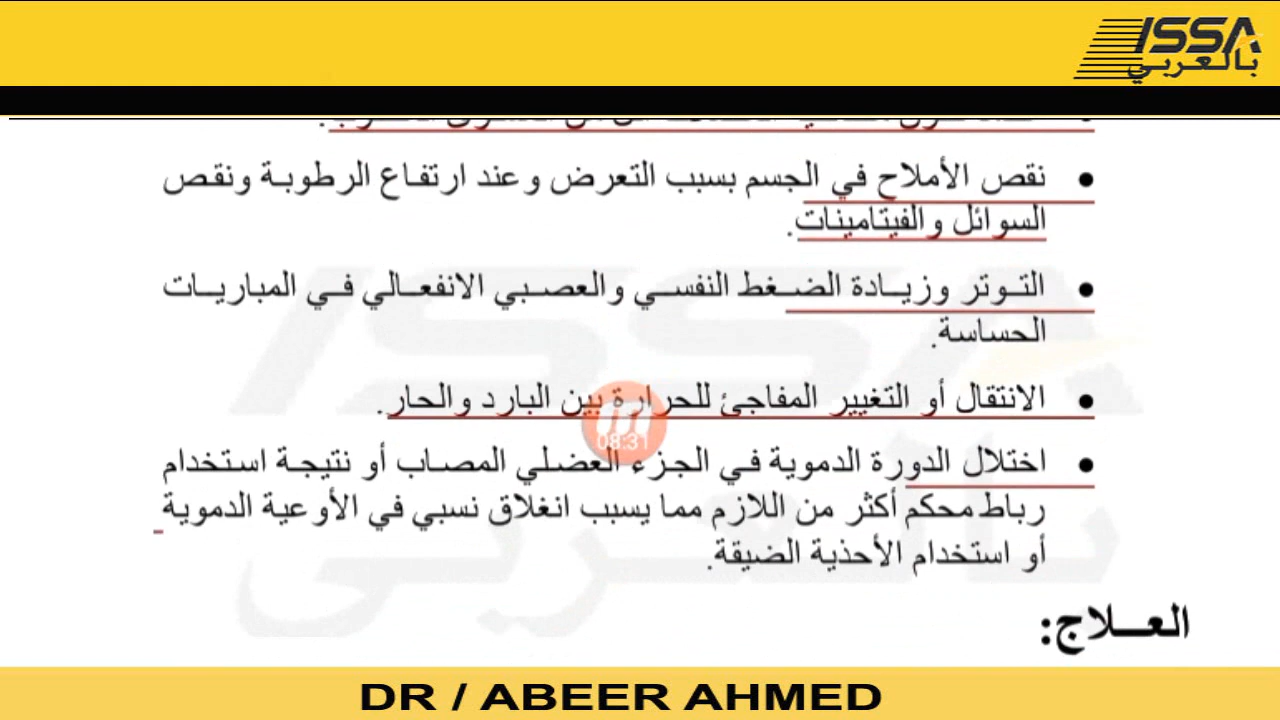 ISSA
بالعربي
نقص الأملاح في الجسم بسبب التعرض وعند ارتفاع الرطوبة ونقص
السوائل والفيتامينات.
التوتر وزيادة الضغط النفسي والعصبي الانفعالي في المباريات
الحساسة.
الانتقال أو التغيير المفاجئ للحرارة بين البارد والحار.
08:31
اختلال الدورة الدموية في الجزء العضلي المصاب أو نتيجة استخدام
رباط محكم أكثر من اللازم مما يسبب انغلاق نسبي في الأوعية الدموية
أو استخدام الأحذية الضيقة.
العلاج:
DR / ABEER AHMED